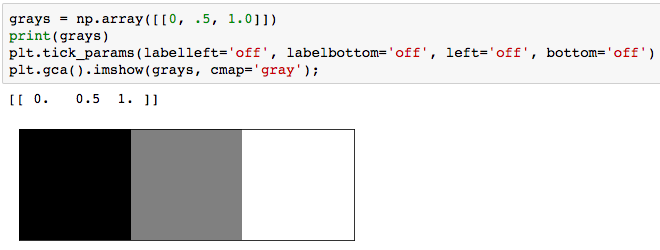 grays = np.array([[0, .5, 1.0]])
print(grays)
plt.tick_params(labelleft='off', labelbottom='off', left='off', bottom='off')
plt.gca().imshow(grays, cmap='gray');
[[ 0.   0.5  1. ]]